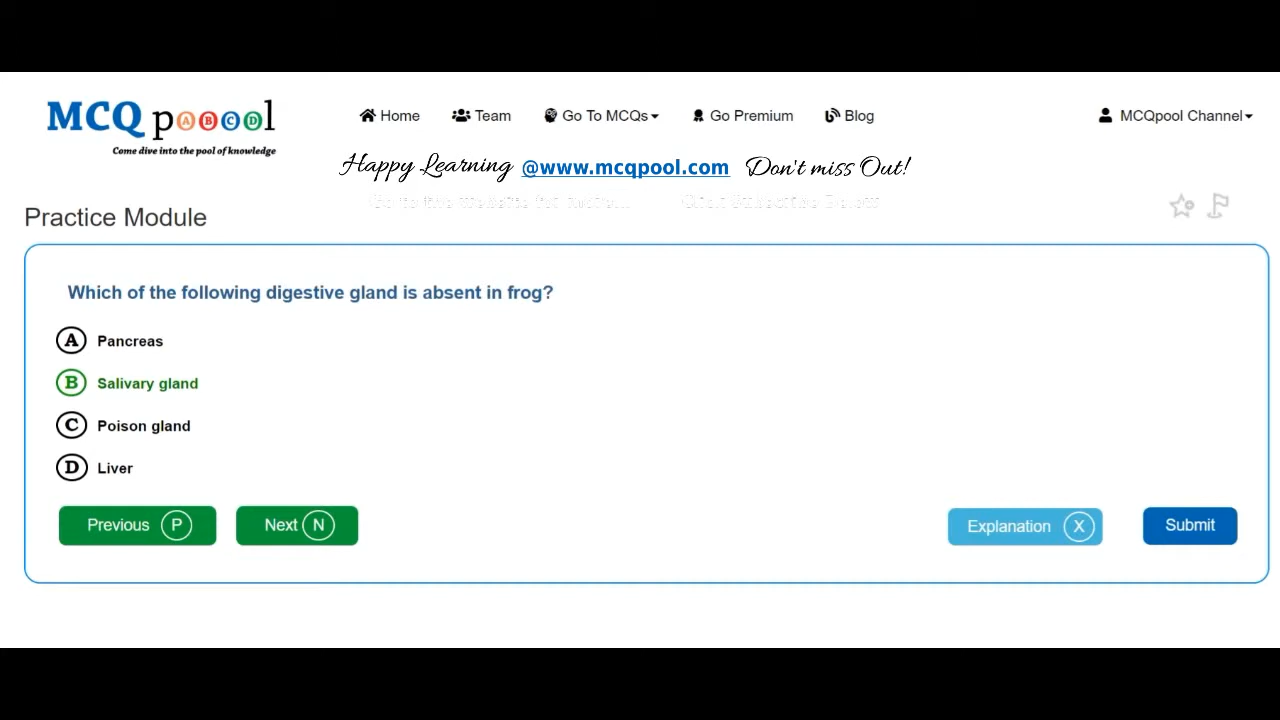 MCQ pooool
Come dive into the pool of knowledge
Home Team Go To MCQs Go Premium Blog MCQpool Channel
Happy Learning @www.mcqpool.com Don't miss Out!
Practice Module
Which of the following digestive gland is absent in frog?
A Pancreas
B Salivary gland
C Poison gland
D Liver
Previous P Next N Explanation X Submit